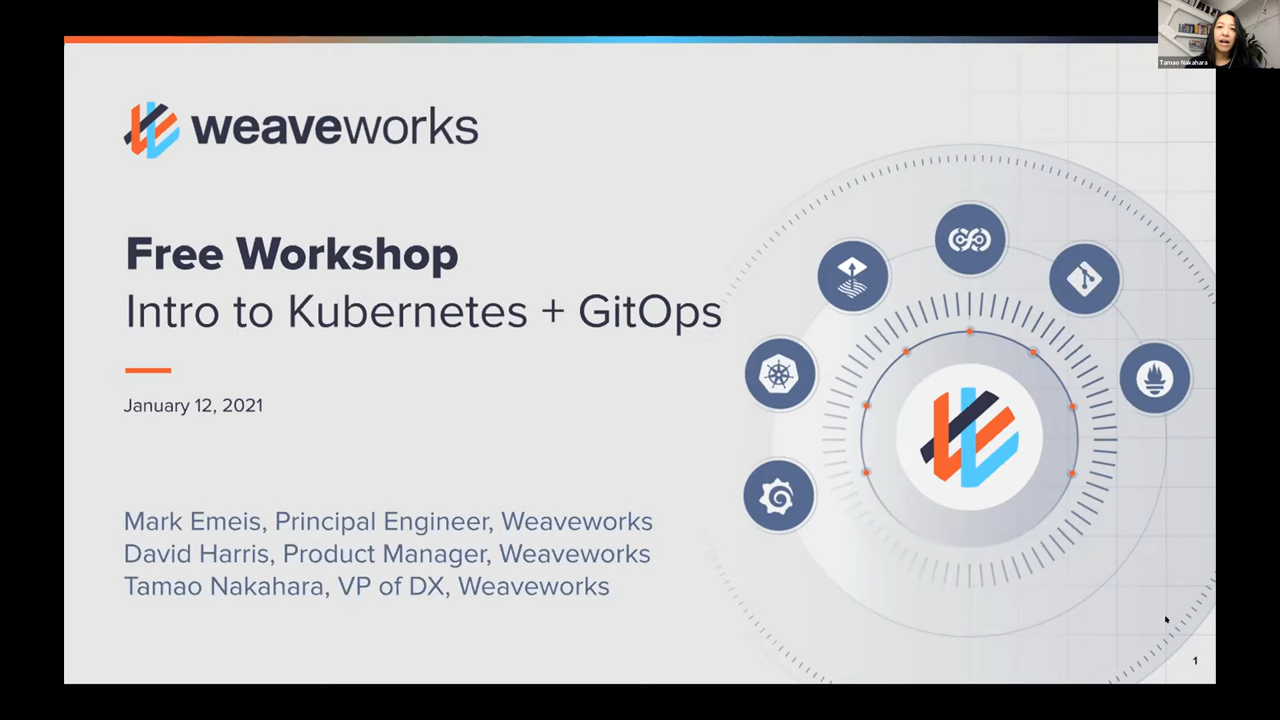 Tamao Nakahara
weaveworks
Free Workshop
Intro to Kubernetes + GitOps
January 12, 2021
Mark Emeis, Principal Engineer, Weaveworks
David Harris, Product Manager, Weaveworks
Tamao Nakahara, VP of DX, Weaveworks
1